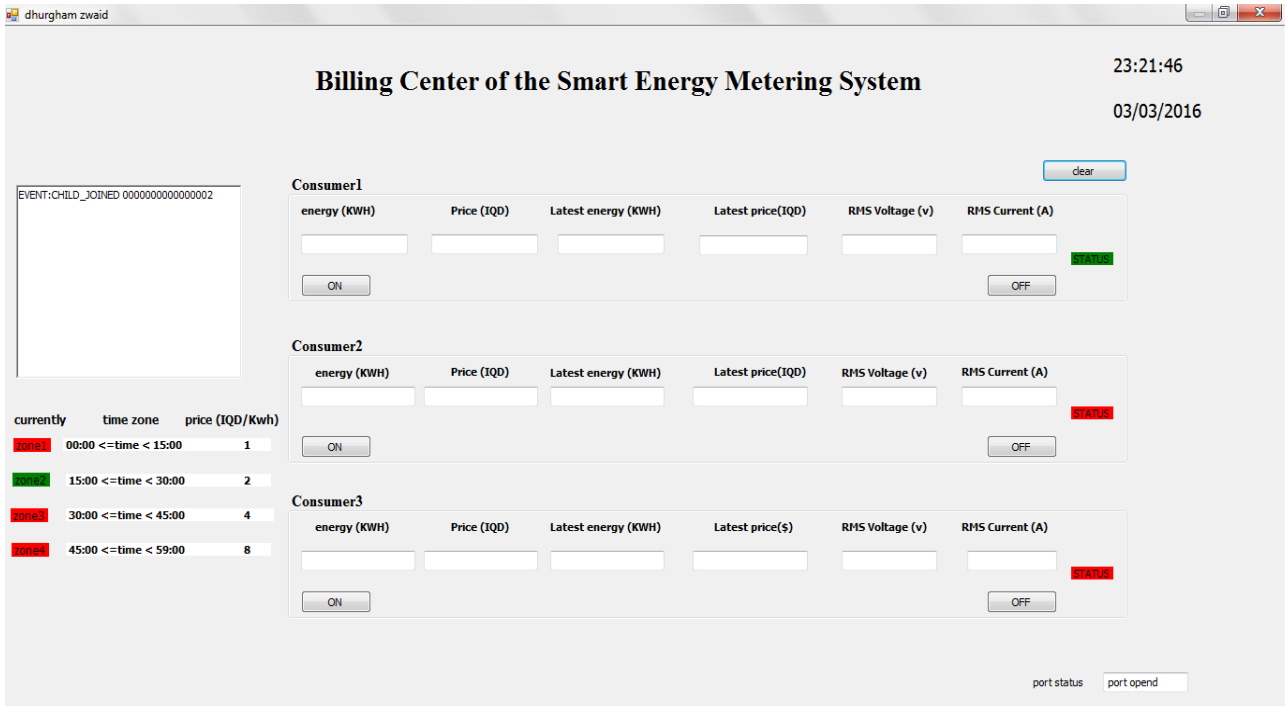 dhurgham zwaid
Billing Center of the Smart Energy Metering System
23:21:46
03/03/2016
clear
EVENT:CHILD_JOINED 0000000000000002
Consumer1
energy (KWH) Price (IQD) Latest energy (KWH) Latest price(IQD) RMS Voltage (v) RMS Current (A)
STATUS
ON OFF
Consumer2
energy (KWH) Price (IQD) Latest energy (KWH) Latest price(IQD) RMS Voltage (v) RMS Current (A)
STATUS
ON OFF
currently time zone price (IQD/Kwh)
zone1 00:00 <=time < 15:00 1
zone2 15:00 <=time < 30:00 2
zone3 30:00 <=time < 45:00 4
zone4 45:00 <=time < 59:00 8
Consumer3
energy (KWH) Price (IQD) Latest energy (KWH) Latest price($) RMS Voltage (v) RMS Current (A)
STATUS
ON OFF
port status port opend